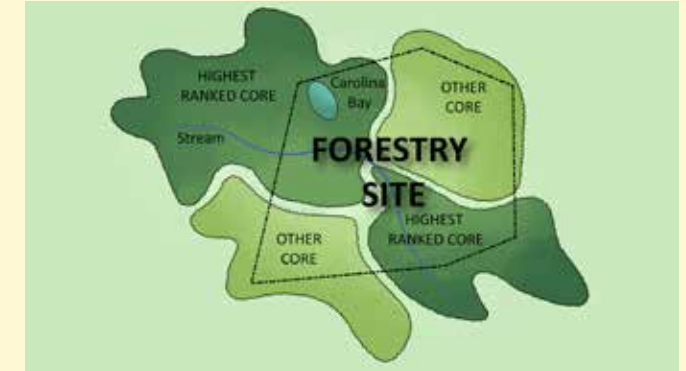 HIGHEST
RANKED CORE
Carolina
Bay
OTHER
CORE
Stream
FORESTRY
SITE
HIGHEST
RANKED CORE
OTHER
CORE